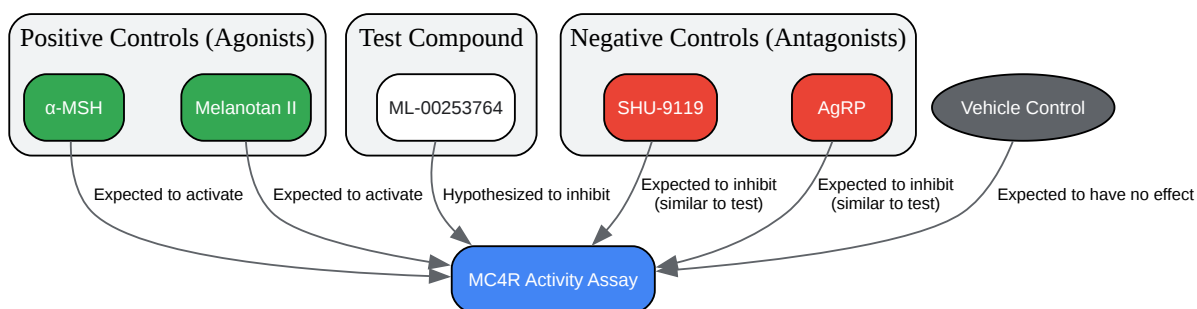 Positive Controls (Agonists)
Test Compound
Negative Controls (Antagonists)
α-MSH
Melanotan II
ML-00253764
SHU-9119
AgRP
Vehicle Control
Expected to activate
Expected to activate
Hypothesized to inhibit
Expected to inhibit
(similar to test)
Expected to inhibit
(similar to test)
Expected to have no effect
MC4R Activity Assay